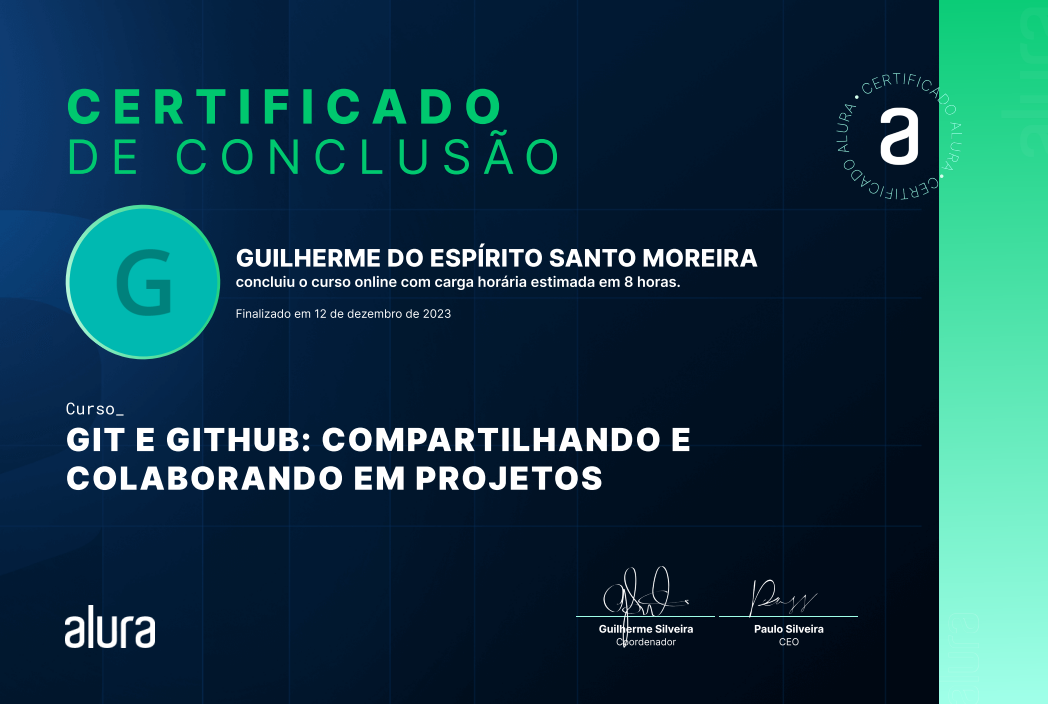 CERTIFICADO
DE CONCLUSÃO
CERTIFICADO ALURA • CERTIFICADO ALURA •
a
G
GUILHERME DO ESPÍRITO SANTO MOREIRA
concluiu o curso online com carga horária estimada em 8 horas.
Finalizado em 12 de dezembro de 2023
Curso_
GIT E GITHUB: COMPARTILHANDO E
COLABORANDO EM PROJETOS
alura
Guilherme Silveira
Coordenador
Paulo Silveira
CEO
alura
alura